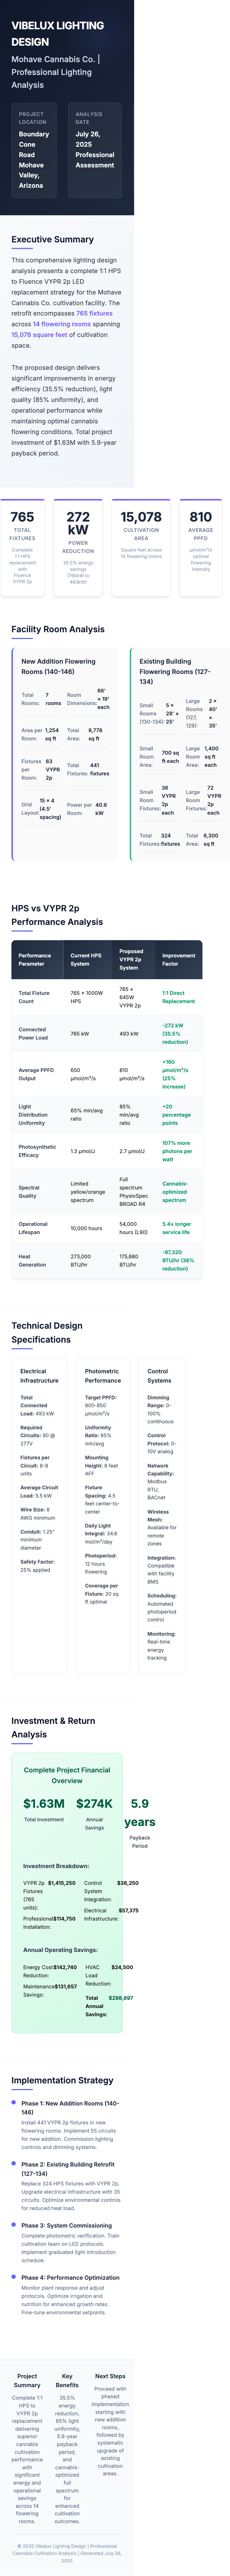 VIBELUX LIGHTING
DESIGN
Mohave Cannabis Co. |
Professional Lighting
Analysis
PROJECT
LOCATION
Boundary
Cone
Road
Mohave
Valley,
Arizona
ANALYSIS
DATE
July 26,
2025
Professional
Assessment
Executive Summary
This comprehensive lighting design
analysis presents a complete 1:1 HPS
to Fluence VYPR 2p LED
replacement strategy for the Mohave
Cannabis Co. cultivation facility. The
retrofit encompasses 765 fixtures
across 14 flowering rooms spanning
15,078 square feet of cultivation
space.
The proposed design delivers
significant improvements in energy
efficiency (35.5% reduction), light
quality (85% uniformity), and
operational performance while
maintaining optimal cannabis
flowering conditions. Total project
investment of $1.63M with 5.9-year
payback period.
765
TOTAL
FIXTURES
Complete
1:1 HPS
replacement
with
Fluence
VYPR 2p
272
kW
POWER
REDUCTION
35.5% energy
savings
(765kW to
493kW)
15,078
CULTIVATION
AREA
Square feet across
14 flowering rooms
810
AVERAGE
PPFD
μmol/m²/s
optimal
flowering
intensity
Facility Room Analysis
New Addition Flowering
Rooms (140-146)
Total
Rooms:
7
rooms
Room
Dimensions:
66'
× 19'
each
Area per
Room:
1,254
sq ft
Total
Area:
8,778
sq ft
Fixtures
per
Room:
63
VYPR
2p
Total
Fixtures:
441
fixtures
Grid
Layout:
15 × 4
(4.5'
spacing)
Power per
Room:
40.6
kW
Existing Building
Flowering Rooms (127-
134)
Small
Rooms
(130-134):
5 ×
28' ×
25'
Large
Rooms
(127,
129):
2 ×
40'
×
35'
Small
Room
Area:
700 sq
ft each
Large
Room
Area:
1,400
sq ft
each
Small
Room
Fixtures:
36
VYPR
2p
each
Large
Room
Fixtures:
72
VYPR
2p
each
Total
Fixtures:
324
fixtures
Total
Area:
6,300
sq ft
HPS vs VYPR 2p
Performance Analysis
Performance
Parameter
Current HPS
System
Proposed
VYPR 2p
System
Improvement
Factor
Total Fixture
Count
765 × 1000W
HPS
765 ×
645W
VYPR 2p
1:1 Direct
Replacement
Connected
Power Load
765 kW
493 kW
-272 kW
(35.5%
reduction)
Average PPFD
Output
650
μmol/m²/s
810
μmol/m²/s
+160
μmol/m²/s
(25%
increase)
Light
Distribution
Uniformity
65% min/avg
ratio
85%
min/avg
ratio
+20
percentage
points
Photosynthetic
Efficacy
1.3 μmol/J
2.7 μmol/J
107% more
photons per
watt
Spectral
Quality
Limited
yellow/orange
spectrum
Full
spectrum
PhysioSpec
BROAD R4
Cannabis-
optimized
spectrum
Operational
Lifespan
10,000 hours
54,000
hours (L90)
5.4x longer
service life
Heat
Generation
273,000
BTU/hr
175,680
BTU/hr
-97,320
BTU/hr (36%
reduction)
Technical Design
Specifications
Electrical
Infrastructure
Total
Connected
Load: 493 kW
Required
Circuits: 90 @
277V
Fixtures per
Circuit: 8-9
units
Average Circuit
Load: 5.5 kW
Wire Size: 8
AWG minimum
Conduit: 1.25"
minimum
diameter
Safety Factor:
25% applied
Photometric
Performance
Target PPFD:
800-850
μmol/m²/s
Uniformity
Ratio: 85%
min/avg
Mounting
Height: 8 feet
AFF
Fixture
Spacing: 4.5
feet center-to-
center
Daily Light
Integral: 34.6
mol/m²/day
Photoperiod:
12 hours
flowering
Coverage per
Fixture: 20 sq
ft optimal
Control
Systems
Dimming
Range: 0-
100%
continuous
Control
Protocol: 0-
10V analog
Network
Capability:
Modbus
RTU,
BACnet
Wireless
Mesh:
Available for
remote
zones
Integration:
Compatible
with facility
BMS
Scheduling:
Automated
photoperiod
control
Monitoring:
Real-time
energy
tracking
Investment & Return
Analysis
Complete Project Financial
Overview
$1.63M
Total Investment
$274K
Annual
Savings
5.9
years
Payback
Period
Investment Breakdown:
VYPR 2p
Fixtures
(765
units):
$1,415,250
Control
System
Integration:
$38,250
Professional
Installation:
$114,750
Electrical
Infrastructure:
$57,375
Annual Operating Savings:
Energy Cost
Reduction:
$142,740
HVAC
Load
Reduction:
$24,500
Maintenance
Savings:
$131,657
Total
Annual
Savings:
$298,897
Implementation Strategy
Phase 1: New Addition Rooms (140-
146)
Install 441 VYPR 2p fixtures in new
flowering rooms. Implement 55 circuits
for new addition. Commission lighting
controls and dimming systems.
Phase 2: Existing Building Retrofit
(127-134)
Replace 324 HPS fixtures with VYPR 2p.
Upgrade electrical infrastructure with 35
circuits. Optimize environmental controls
for reduced heat load.
Phase 3: System Commissioning
Complete photometric verification. Train
cultivation team on LED protocols.
Implement graduated light introduction
schedule.
Phase 4: Performance Optimization
Monitor plant response and adjust
protocols. Optimize irrigation and
nutrition for enhanced growth rates.
Fine-tune environmental setpoints.
Project
Summary
Complete 1:1
HPS to
VYPR 2p
replacement
delivering
superior
cannabis
cultivation
performance
with
significant
energy and
operational
savings
across 14
flowering
rooms.
Key
Benefits
35.5%
energy
reduction,
85% light
uniformity,
5.9-year
payback
period,
and
cannabis-
optimized
full
spectrum
for
enhanced
cultivation
outcomes.
Next Steps
Proceed with
phased
implementation
starting with
new addition
rooms,
followed by
systematic
upgrade of
existing
cultivation
areas.
© 2025 Vibelux Lighting Design | Professional
Cannabis Cultivation Analysis | Generated July 26,
2025